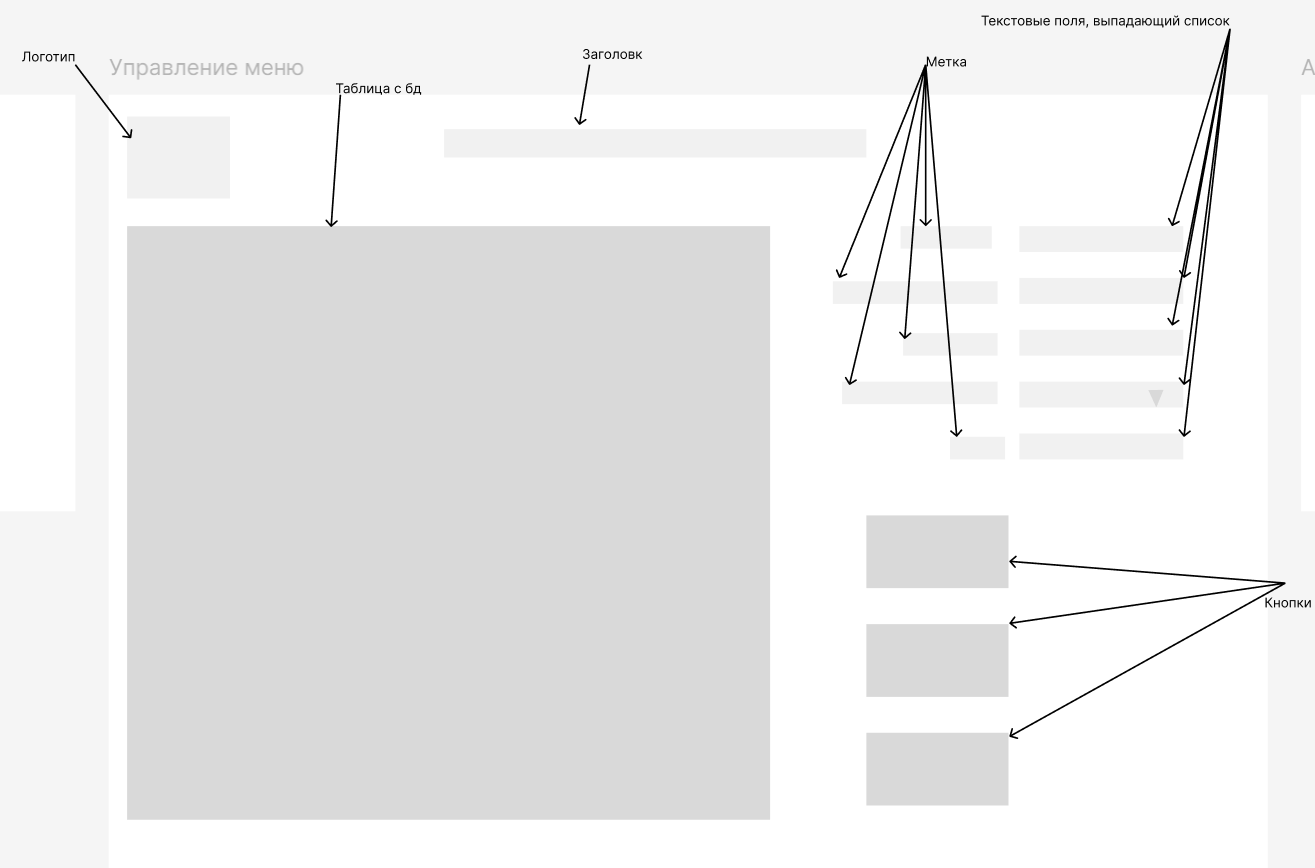 Текстовые поля, выпадающий список
Логотип
Управление меню
Заголовк
Метка
А
Таблица с бд
Кнопки